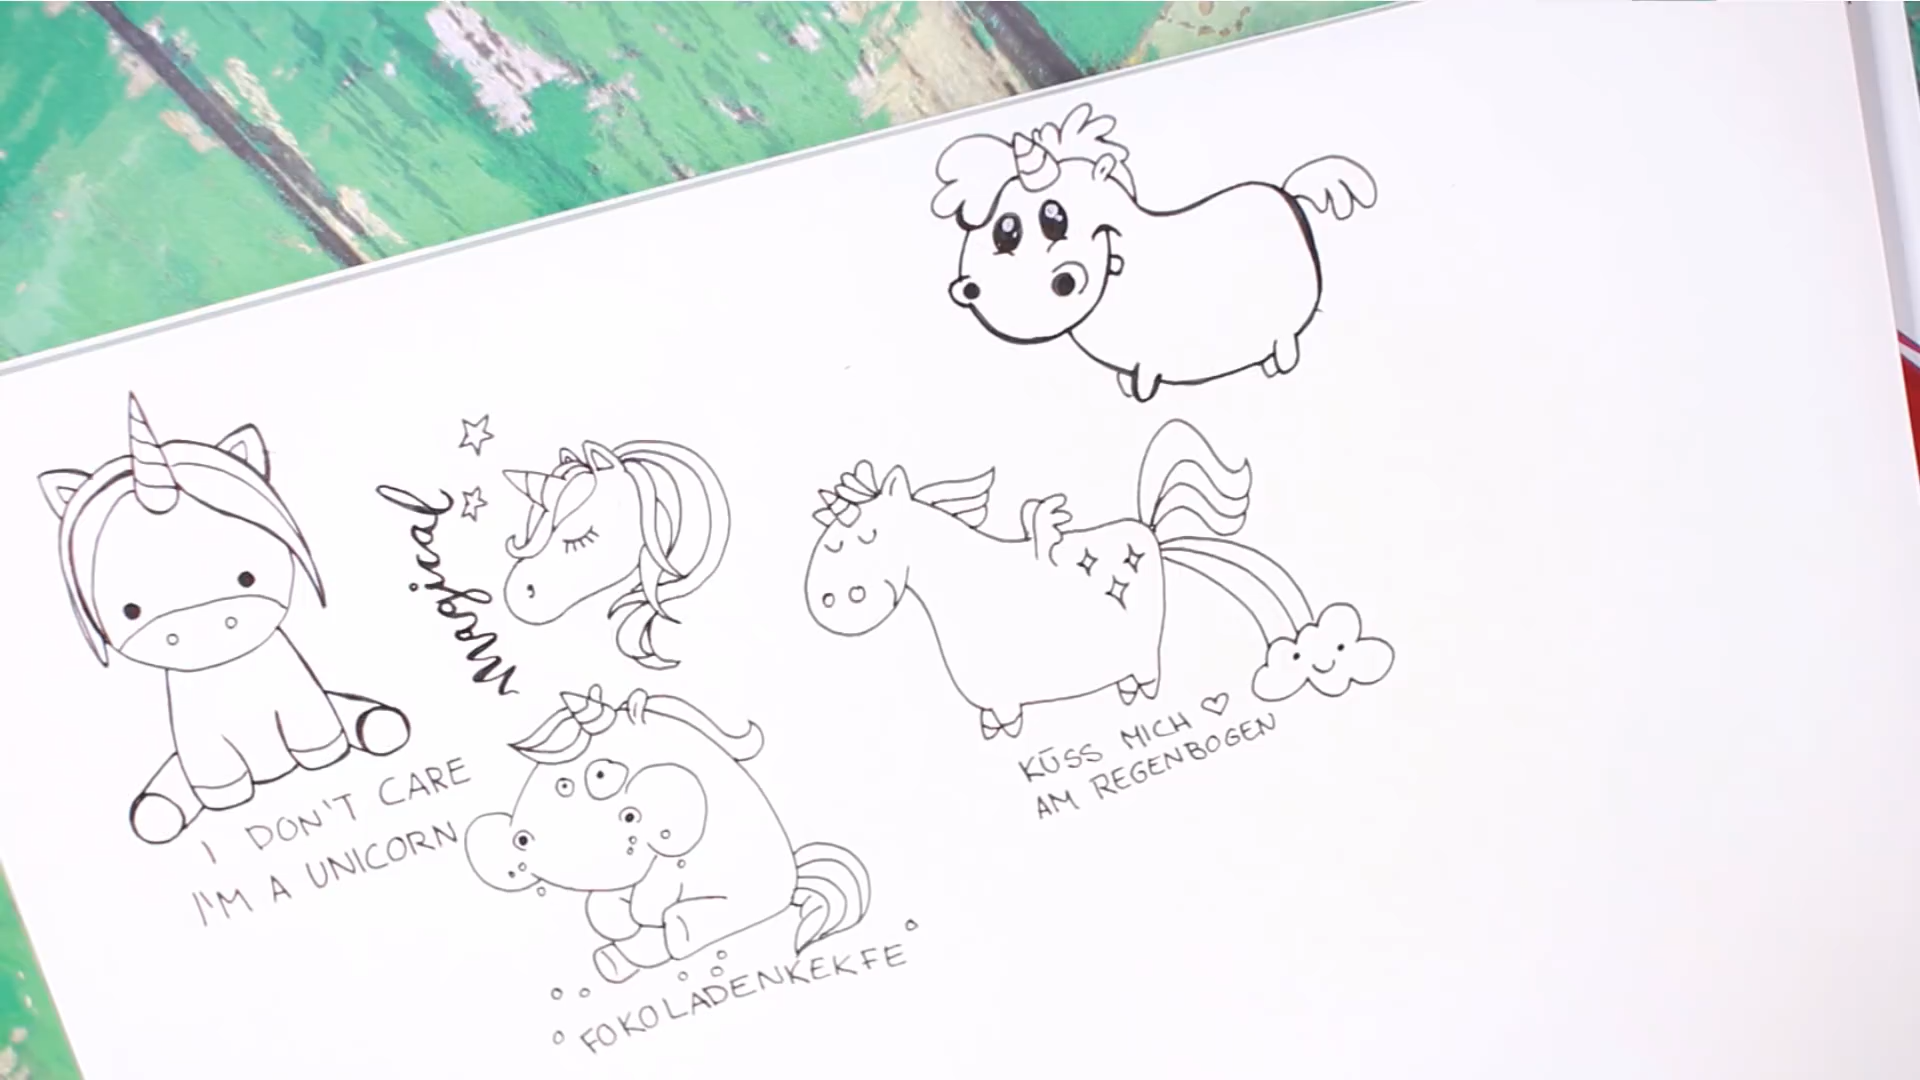 Magical
I DON'T CARE
I'M A UNICORN
KÜSS MICH
AM REGENBOGEN
FOKOLADENKEKFE